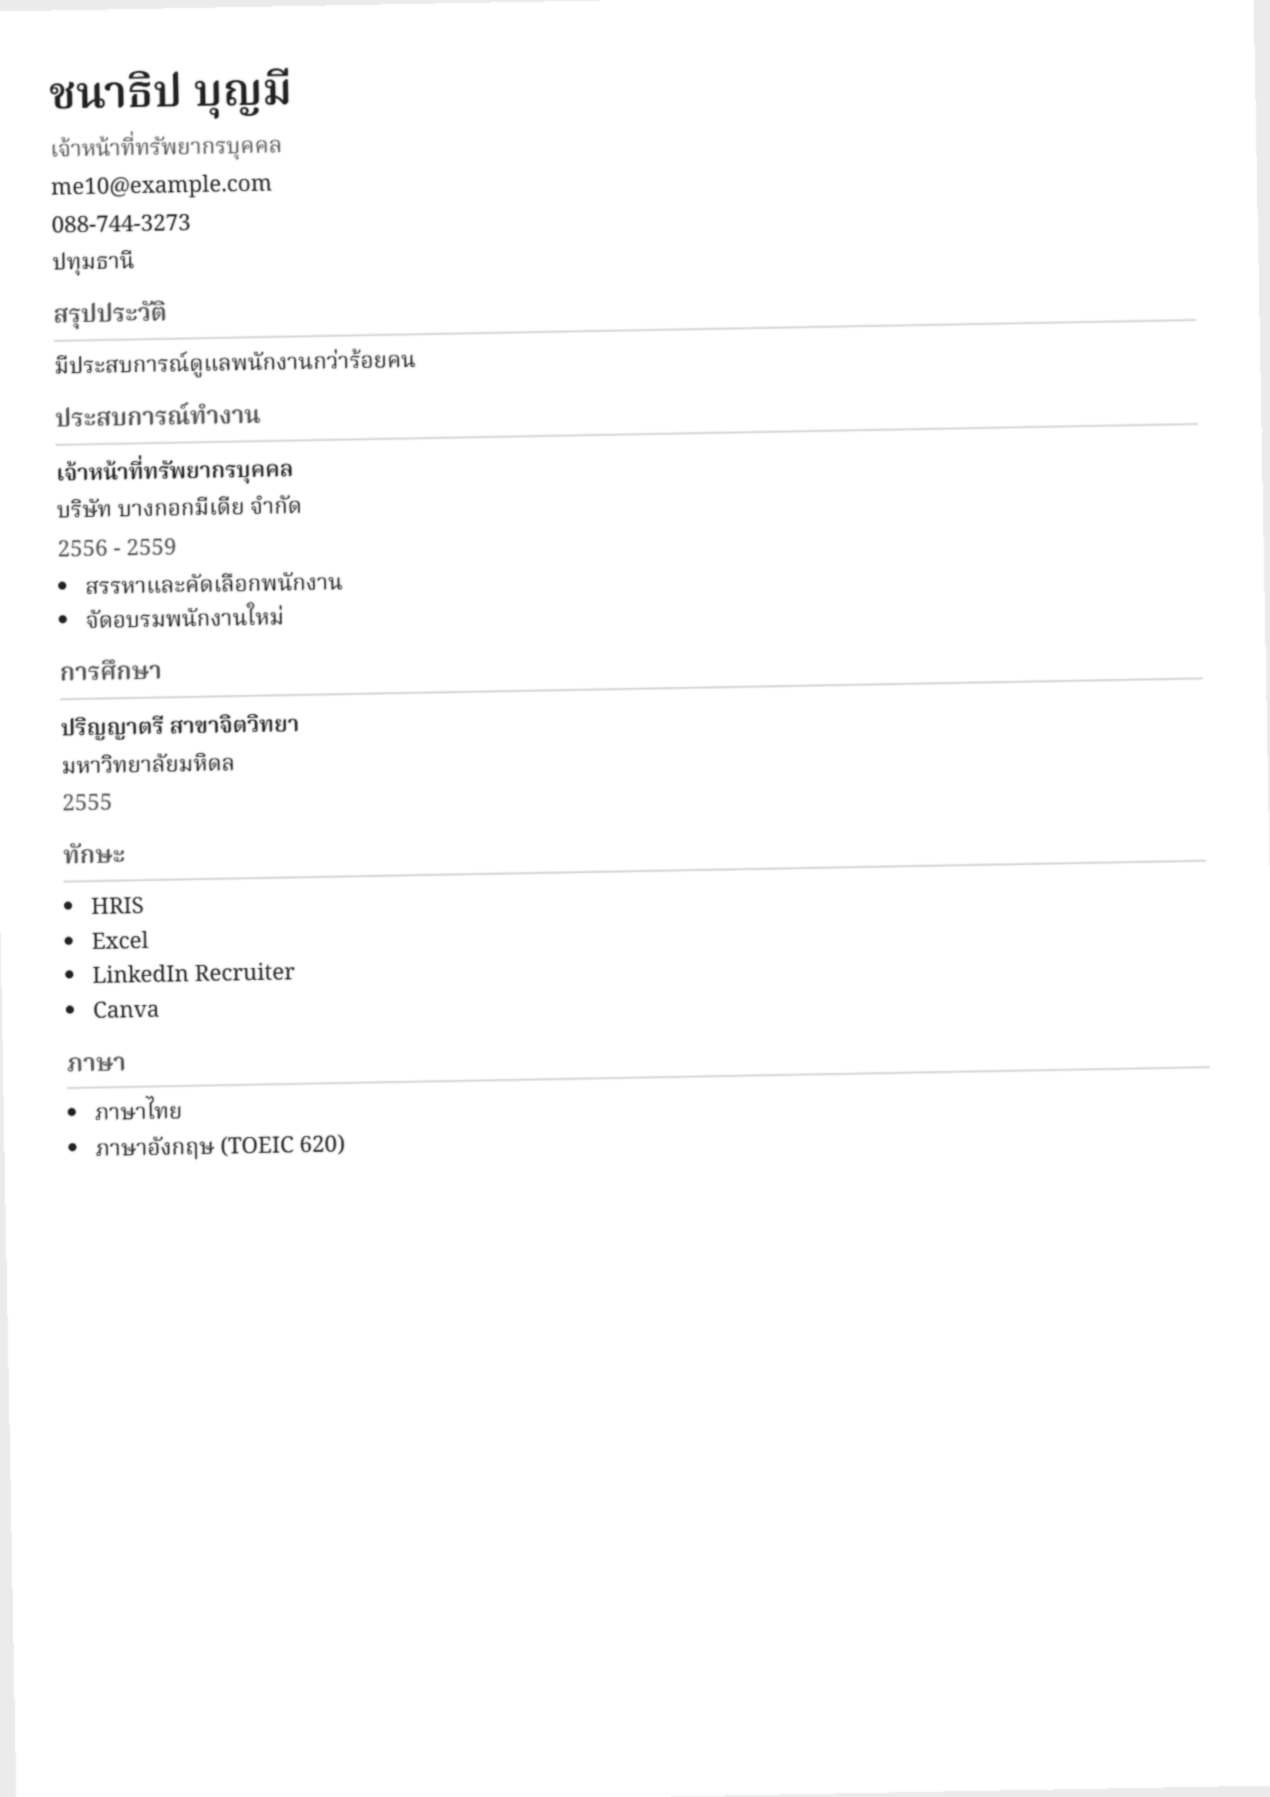 ชนาธิป บุญมี
เจ้าหน้าที่ทรัพยากรบุคคล
me10@example.com
088-744-3273
ปทุมธานี
สรุปประวัติ
มีประสบการณ์ดูแลพนักงานกว่าร้อยคน
ประสบการณ์ทำงาน
เจ้าหน้าที่ทรัพยากรบุคคล
บริษัท บางกอกมีเดีย จำกัด
2556 - 2559
• สรรหาและคัดเลือกพนักงาน
• จัดอบรมพนักงานใหม่
การศึกษา
ปริญญาตรี สาขาจิตวิทยา
มหาวิทยาลัยมหิดล
2555
ทักษะ
• HRIS
• Excel
• LinkedIn Recruiter
• Canva
ภาษา
• ภาษาไทย
• ภาษาอังกฤษ (TOEIC 620)